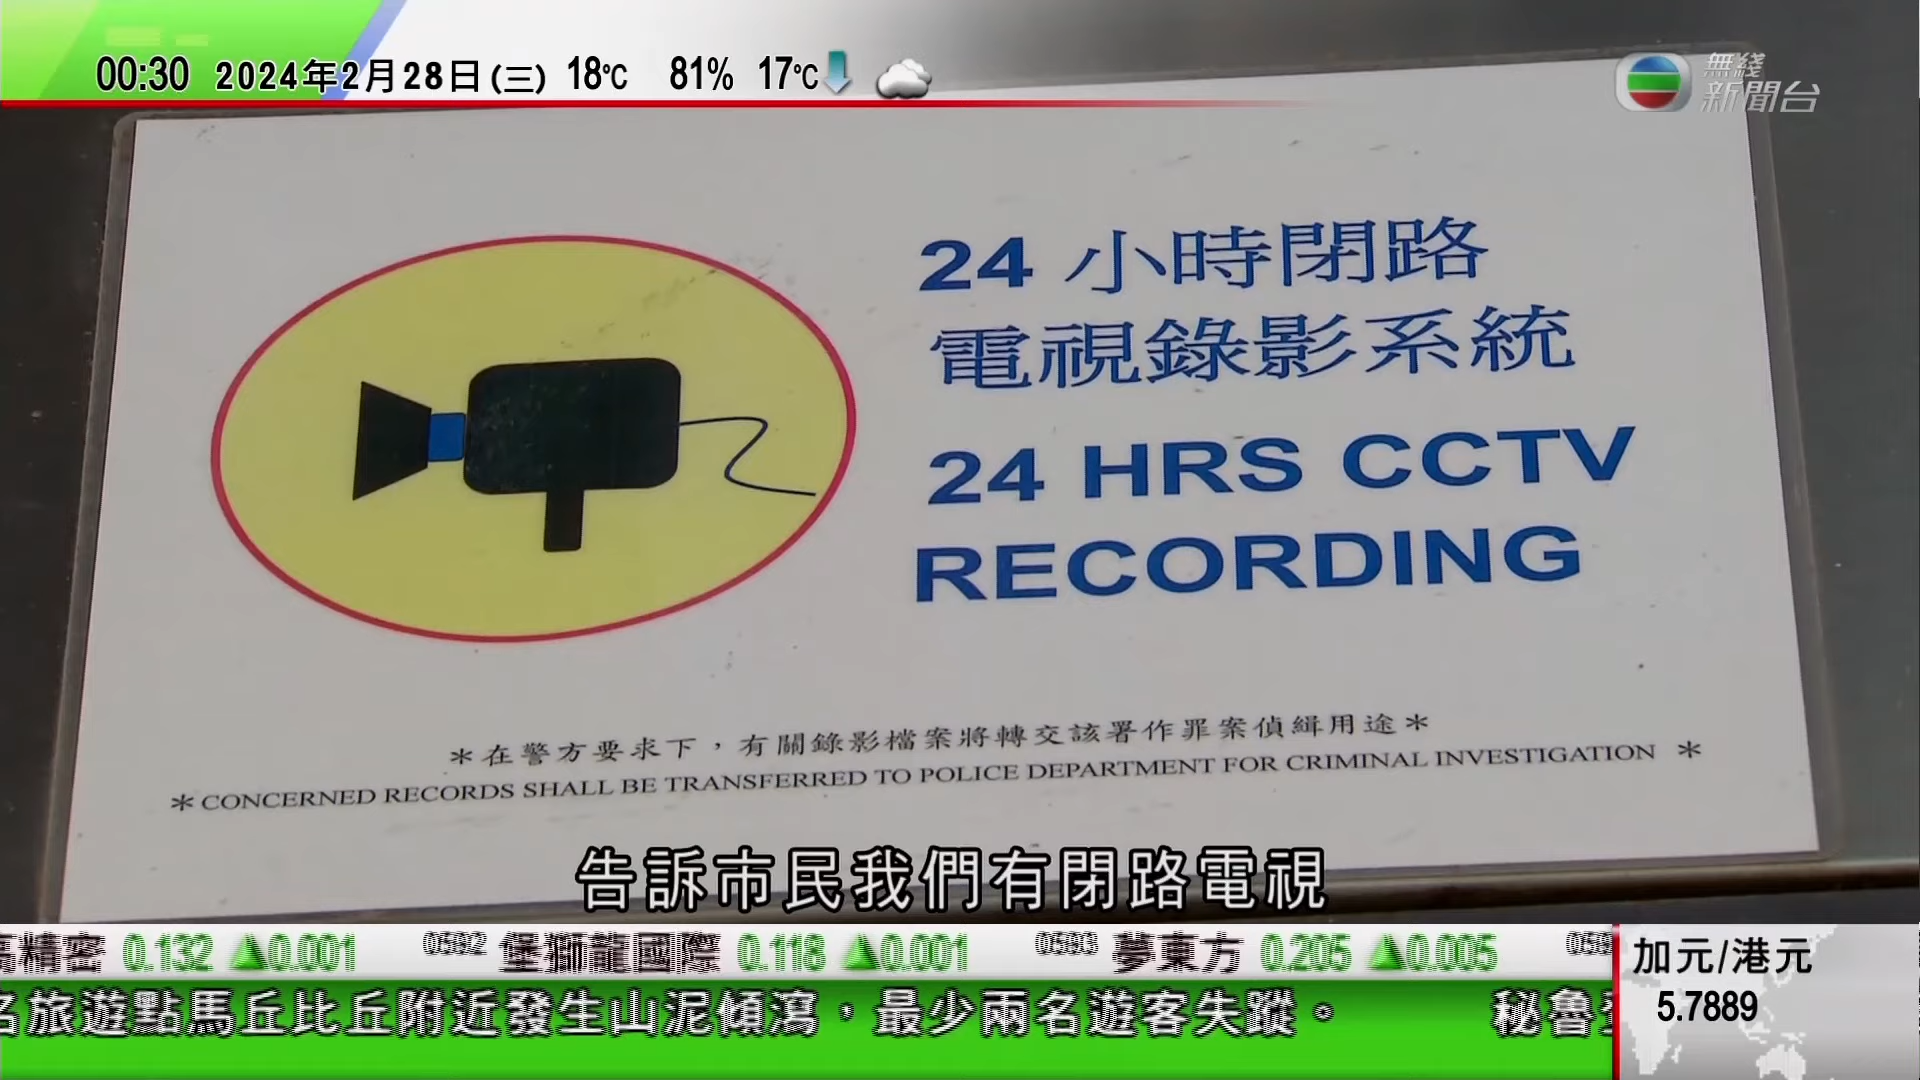 00:30 2024年2月28日(三) 18℃ 81% 17℃
無綫
新聞台
24 小時閉路
電視錄影系統
24 HRS CCTV
RECORDING
*在警方要求下，有關錄影檔案將轉交該署作罪案偵緝用途*
*CONCERNED RECORDS SHALL BE TRANSFERRED TO POLICE DEPARTMENT FOR CRIMINAL INVESTIGATION *
告訴市民我們有閉路電視
高精密 0.132 ▲0.001 0592 堡獅龍國際 0.118 ▲0.001 0593 夢東方 0.205 ▲0.005
名旅遊點馬丘比丘附近發生山泥傾瀉，最少兩名遊客失蹤。 秘魯
加元/港元
5.7889